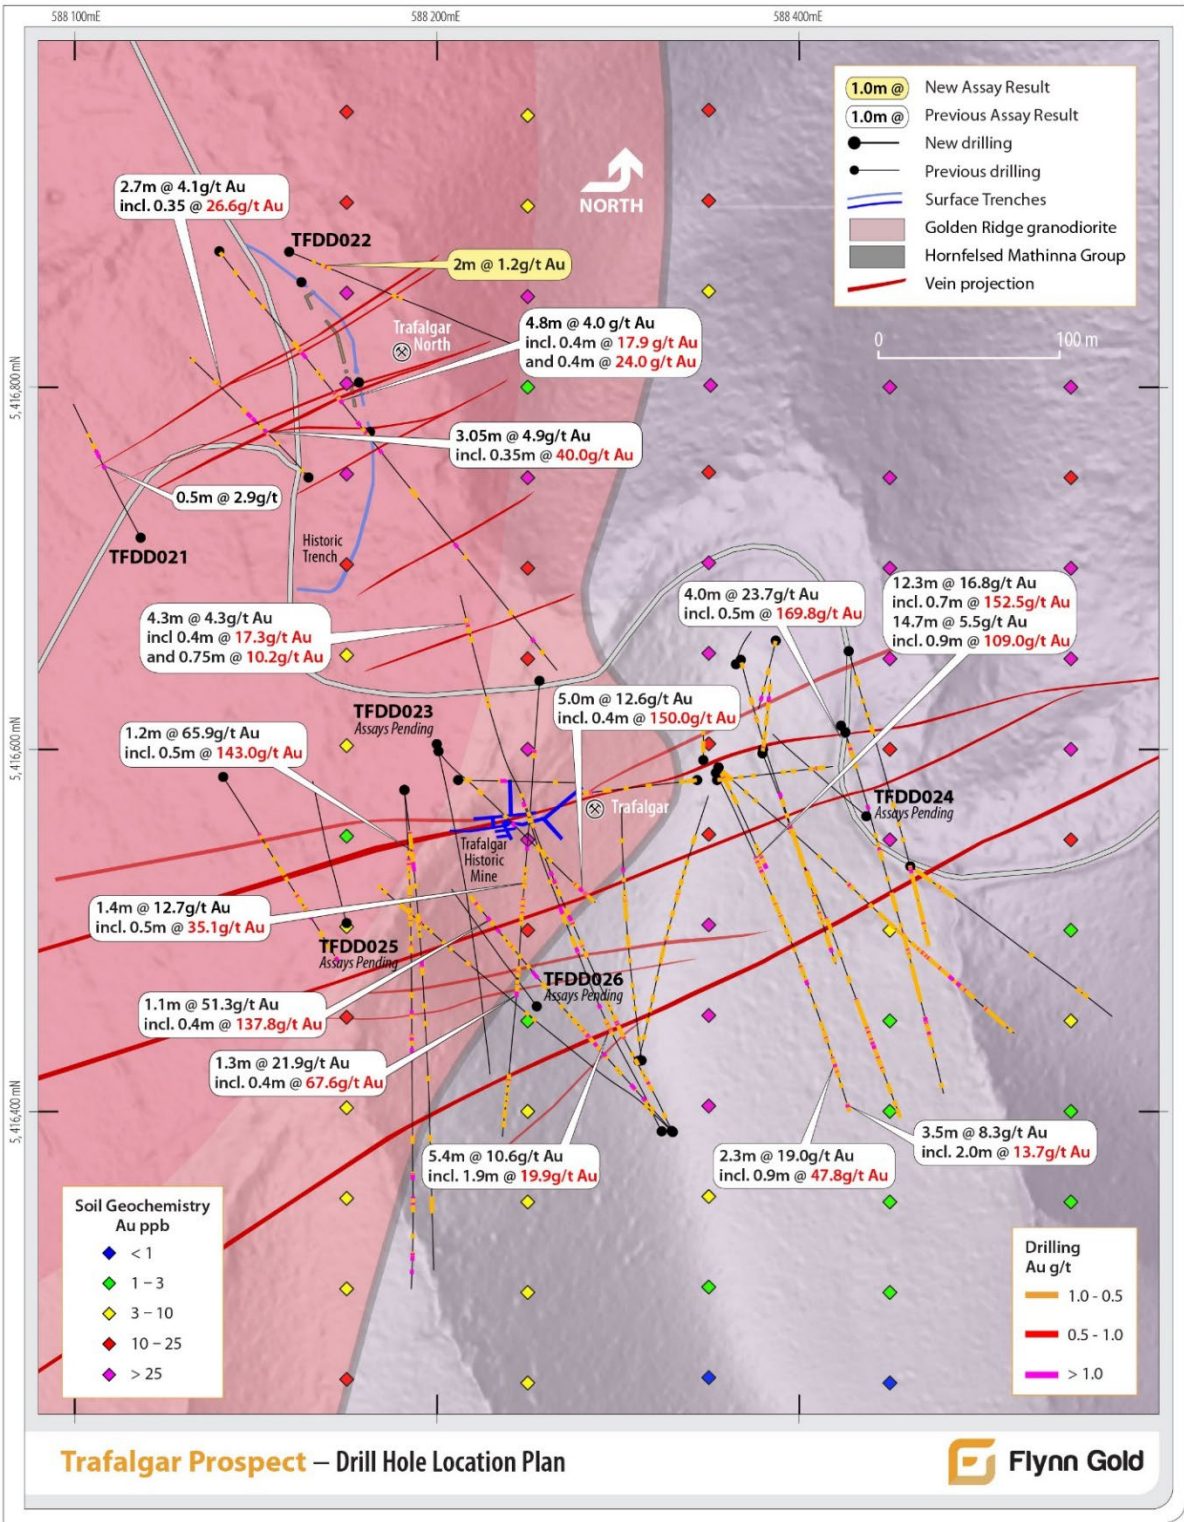 588 100mE
588 200mE
588 400mE
1.0m @ New Assay Result
1.0m @ Previous Assay Result
New drilling
Previous drilling
Surface Trenches
Golden Ridge granodiorite
Hornfelsed Mathinna Group
Vein projection
0 100 m
NORTH
2.7m @ 4.1g/t Au
incl. 0.35 @ 26.6g/t Au
TFDD022
2m @ 1.2g/t Au
Trafalgar
North
4.8m @ 4.0 g/t Au
incl. 0.4m @ 17.9 g/t Au
and 0.4m @ 24.0 g/t Au
5,416,800 mN
3.05m @ 4.9g/t Au
incl. 0.35m @ 40.0g/t Au
0.5m @ 2.9g/t
TFDD021
Historic
Trench
4.3m @ 4.3g/t Au
incl 0.4m @ 17.3g/t Au
and 0.75m @ 10.2g/t Au
4.0m @ 23.7g/t Au
incl. 0.5m @ 169.8g/t Au
12.3m @ 16.8g/t Au
incl. 0.7m @ 152.5g/t Au
14.7m @ 5.5g/t Au
incl. 0.9m @ 109.0g/t Au
5.0m @ 12.6g/t Au
incl. 0.4m @ 150.0g/t Au
TFDD023
Assays Pending
1.2m @ 65.9g/t Au
incl. 0.5m @ 143.0g/t Au
5,416,600 mN
TFDD024
Assays Pending
Trafalgar
Trafalgar
Historic
Mine
1.4m @ 12.7g/t Au
incl. 0.5m @ 35.1g/t Au
TFDD025
Assays Pending
TFDD026
Assays Pending
1.1m @ 51.3g/t Au
incl. 0.4m @ 137.8g/t Au
1.3m @ 21.9g/t Au
incl. 0.4m @ 67.6g/t Au
5,416,400 mN
5.4m @ 10.6g/t Au
incl. 1.9m @ 19.9g/t Au
2.3m @ 19.0g/t Au
incl. 0.9m @ 47.8g/t Au
3.5m @ 8.3g/t Au
incl. 2.0m @ 13.7g/t Au
Soil Geochemistry
Au ppb
< 1
1 – 3
3 – 10
10 – 25
> 25
Drilling
Au g/t
1.0 - 0.5
0.5 - 1.0
> 1.0
Trafalgar Prospect – Drill Hole Location Plan
Flynn Gold